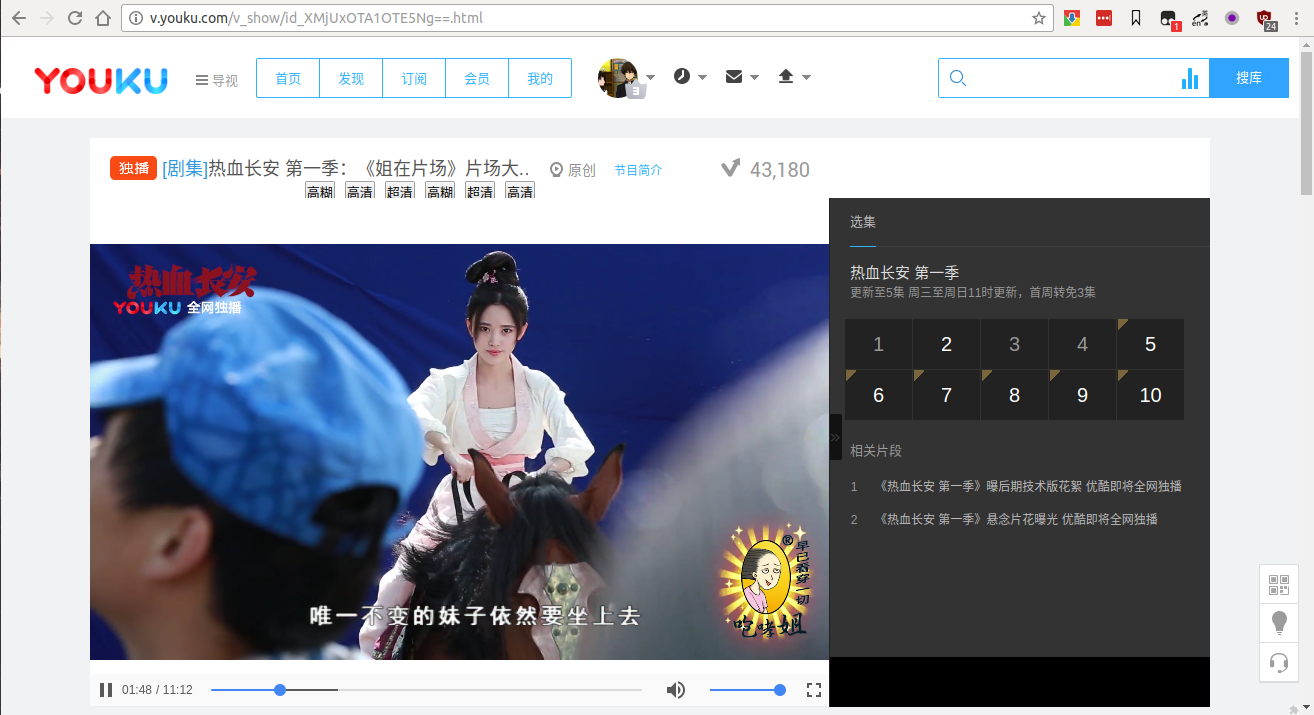 v.youku.com/v_show/id_XMjUxOTA1OTE5Ng==.html
1
en
24
YOUKU
导视
首页
发现
订阅
会员
我的
3
搜库
独播 [剧集]热血长安 第一季：《姐在片场》片场大.. 原创 节目简介 43,180
高糊 高清 超清 高糊 超清 高清
热血长安
YOUKU 全网独播
早已看穿一切
®
咆哮姐
唯一不变的妹子依然要坐上去
01:48 / 11:12
选集
热血长安 第一季
更新至5集 周三至周日11时更新，首周转免3集
1 2 3 4 5
6 7 8 9 10
»
相关片段
1 《热血长安 第一季》曝后期技术版花絮 优酷即将全网独播
2 《热血长安 第一季》悬念片花曝光 优酷即将全网独播